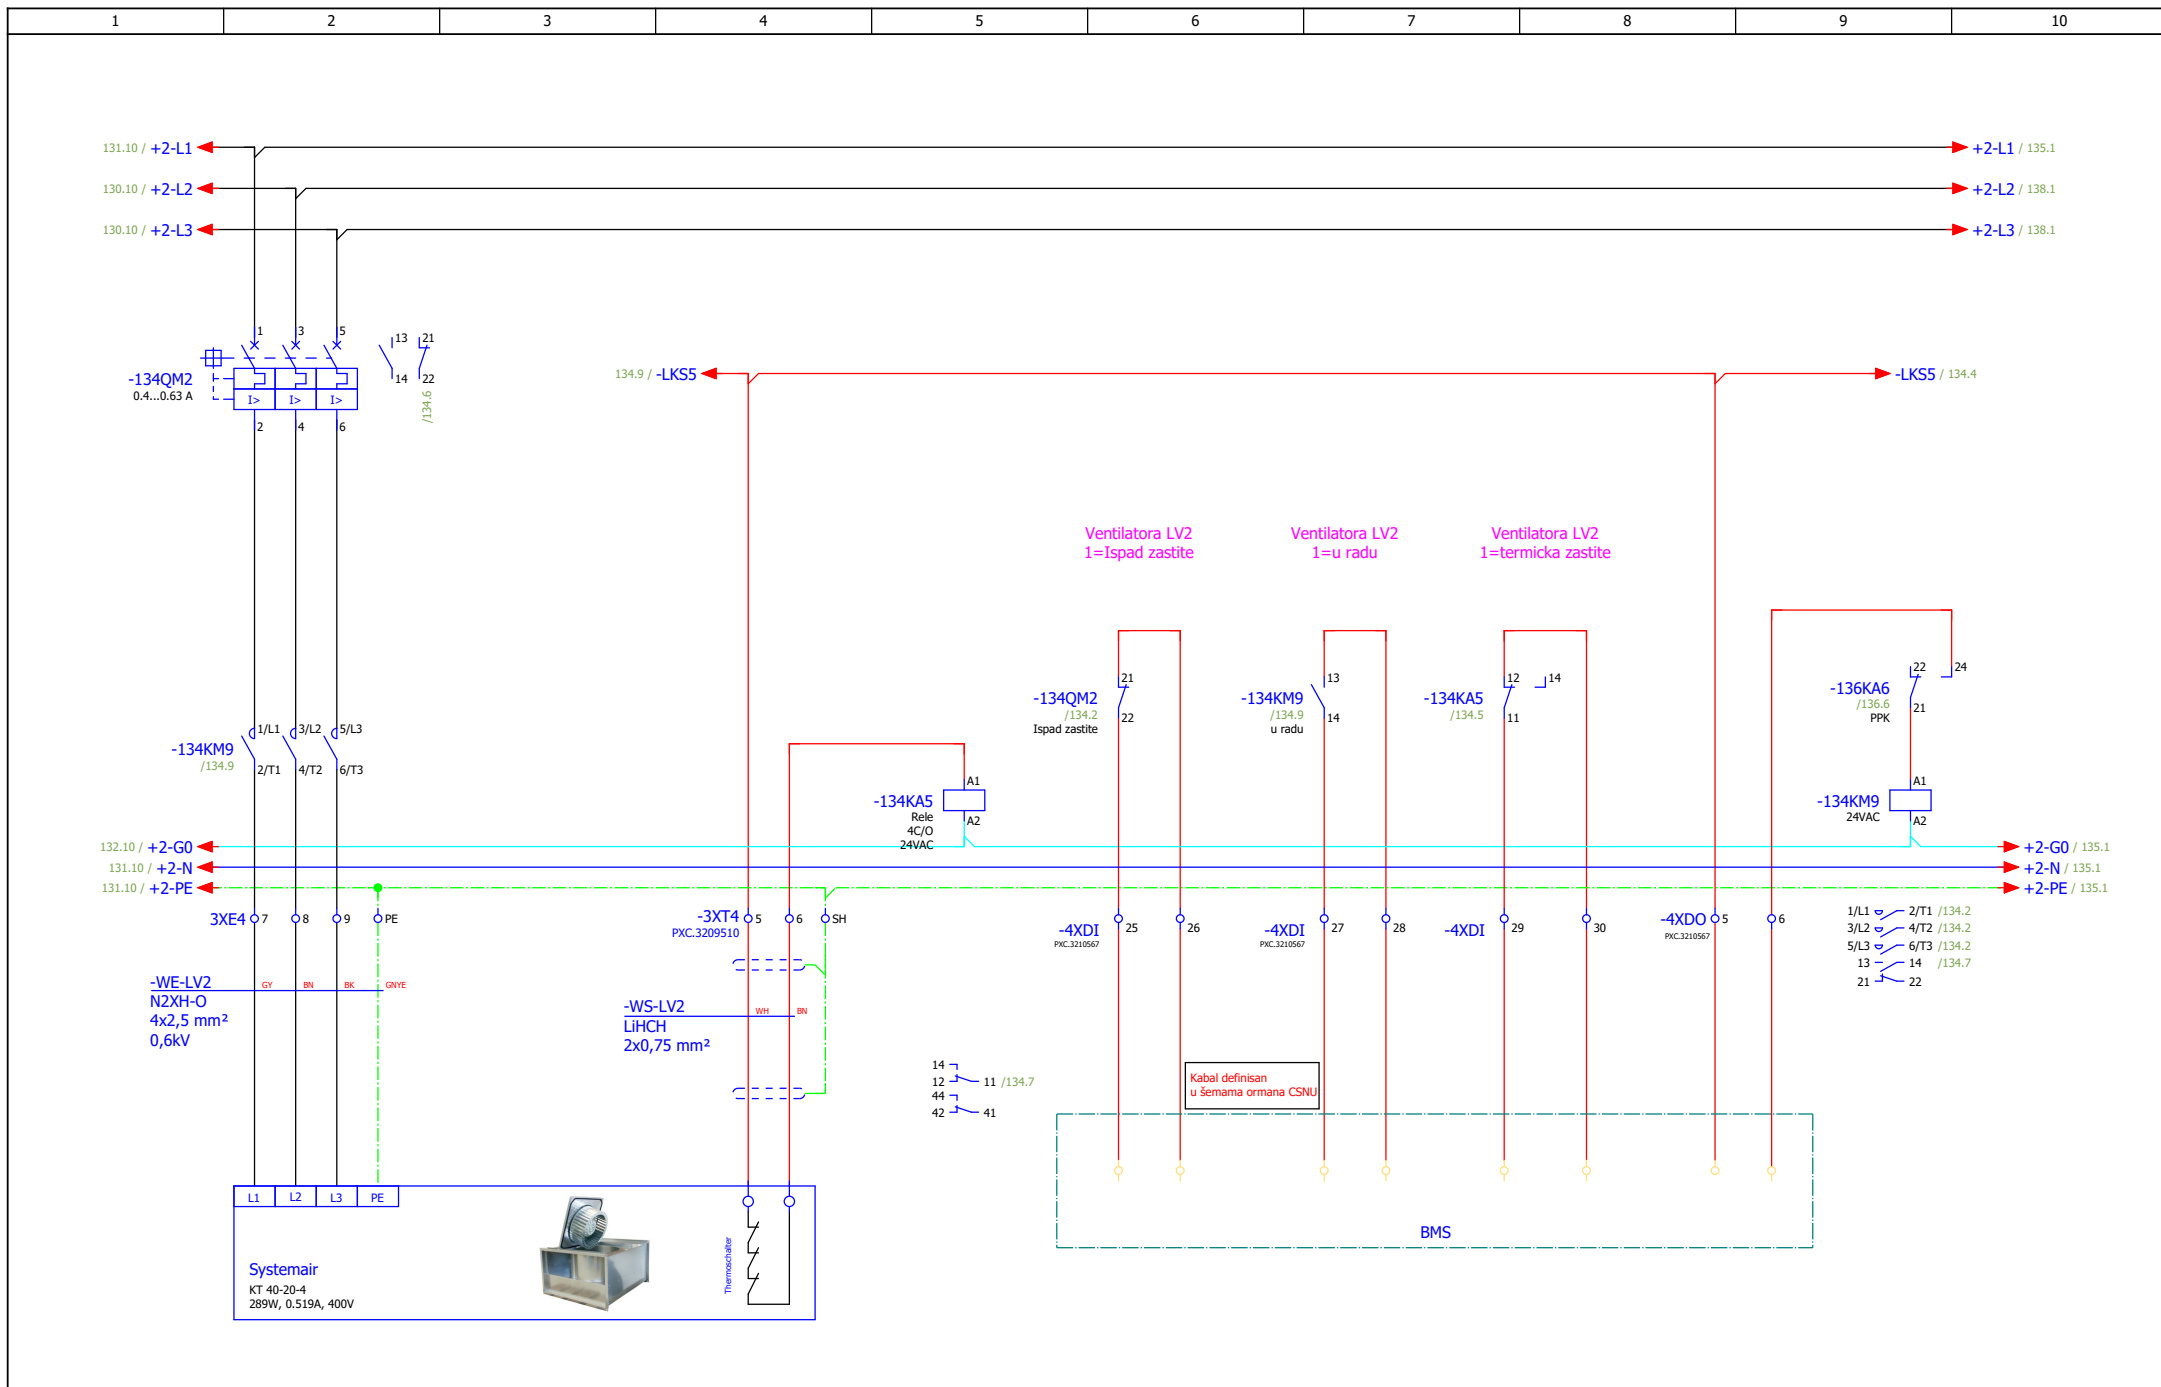 1 2 3 4 5 6 7 8 9 10
131.10 / +2-L1
+2-L1 / 135.1
130.10 / +2-L2
+2-L2 / 138.1
130.10 / +2-L3
+2-L3 / 138.1
1 3 5 13 21
-134QM2
0.4...0.63 A
14 22
I> I> I>
/134.6
2 4 6
134.9 / -LKS5
-LKS5 / 134.4
Ventilatora LV2
1=Ispad zastite
Ventilatora LV2
1=u radu
Ventilatora LV2
1=termicka zastite
21
-134QM2
/134.2
22
Ispad zastite
13
-134KM9
/134.9
14
u radu
12 14
-134KA5
/134.5
11
22 24
-136KA6
/136.6
21
PPK
1/L1 3/L2 5/L3
-134KM9
/134.9
2/T1 4/T2 6/T3
A1
-134KA5
Rele
A2
4C/O
24VAC
A1
-134KM9
24VAC
A2
132.10 / +2-G0
+2-G0 / 135.1
131.10 / +2-N
+2-N / 135.1
131.10 / +2-PE
+2-PE / 135.1
3XE4 7 8 9 PE
-3XT4 5 6 SH
PXC.3209510
-4XDI 25 26
PXC.3210567
-4XDI 27 28
PXC.3210567
-4XDI 29 30
-4XDO 5 6
PXC.3210567
1/L1 2/T1 /134.2
3/L2 4/T2 /134.2
5/L3 6/T3 /134.2
13 14 /134.7
21 22
-WE-LV2 GY BN BK GNYE
N2XH-O
4x2,5 mm²
0,6kV
-WS-LV2 WH BN
LiHCH
2x0,75 mm²
14
12 11 /134.7
44
42 41
Kabal definisan
u šemama ormana CSNU
L1 L2 L3 PE
Thermoschalter
Systemair
KT 40-20-4
289W, 0.519A, 400V
BMS